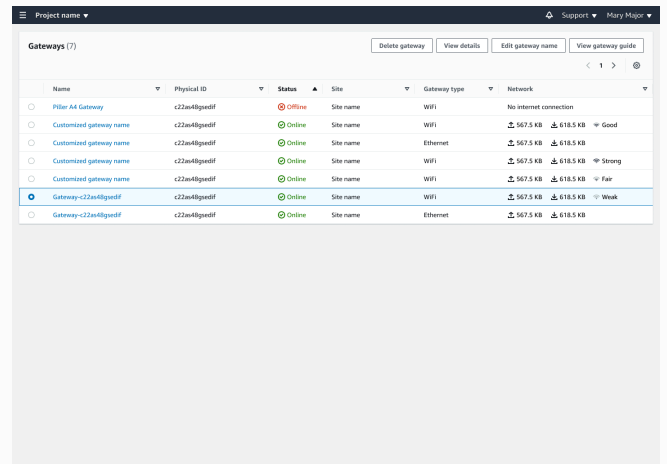 Project name Support Mary Major
Gateways (7) Delete gateway View details Edit gateway name View gateway guide
1
Name Physical ID Status Site Gateway type Network
Piller A4 Gateway c22as48gsedif Offline Site name WiFi No internet connection
Customized gateway name c22as48gsedif Online Site name WiFi 567.5 KB 618.5 KB Good
Customized gateway name c22as48gsedif Online Site name Ethernet 567.5 KB 618.5 KB
Customized gateway name c22as48gsedif Online Site name WiFi 567.5 KB 618.5 KB Strong
Customized gateway name c22as48gsedif Online Site name WiFi 567.5 KB 618.5 KB Fair
Gateway-c22as48gsedif c22as48gsedif Online Site name WiFi 567.5 KB 618.5 KB Weak
Gateway-c22as48gsedif c22as48gsedif Online Site name Ethernet 567.5 KB 618.5 KB